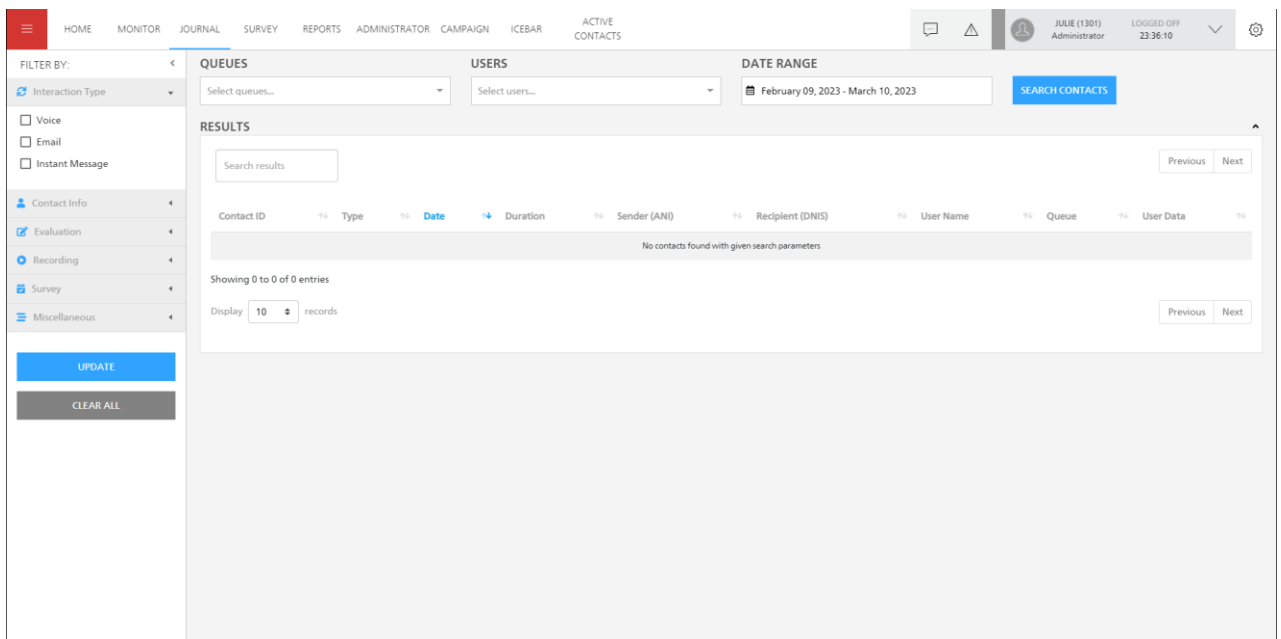 HOME MONITOR JOURNAL SURVEY REPORTS ADMINISTRATOR CAMPAIGN ICEBAR ACTIVE CONTACTS
JULIE (1301) LOGGED OFF
Administrator 23:36:10
FILTER BY:
Interaction Type
Voice
Email
Instant Message
Contact Info
Evaluation
Recording
Survey
Miscellaneous
UPDATE
CLEAR ALL
QUEUES USERS DATE RANGE
Select queues... Select users... February 09, 2023 - March 10, 2023 SEARCH CONTACTS
RESULTS
Search results Previous Next
Contact ID Type Date Duration Sender (ANI) Recipient (DNIS) User Name Queue User Data
No contacts found with given search parameters
Showing 0 to 0 of 0 entries
Display 10 records Previous Next